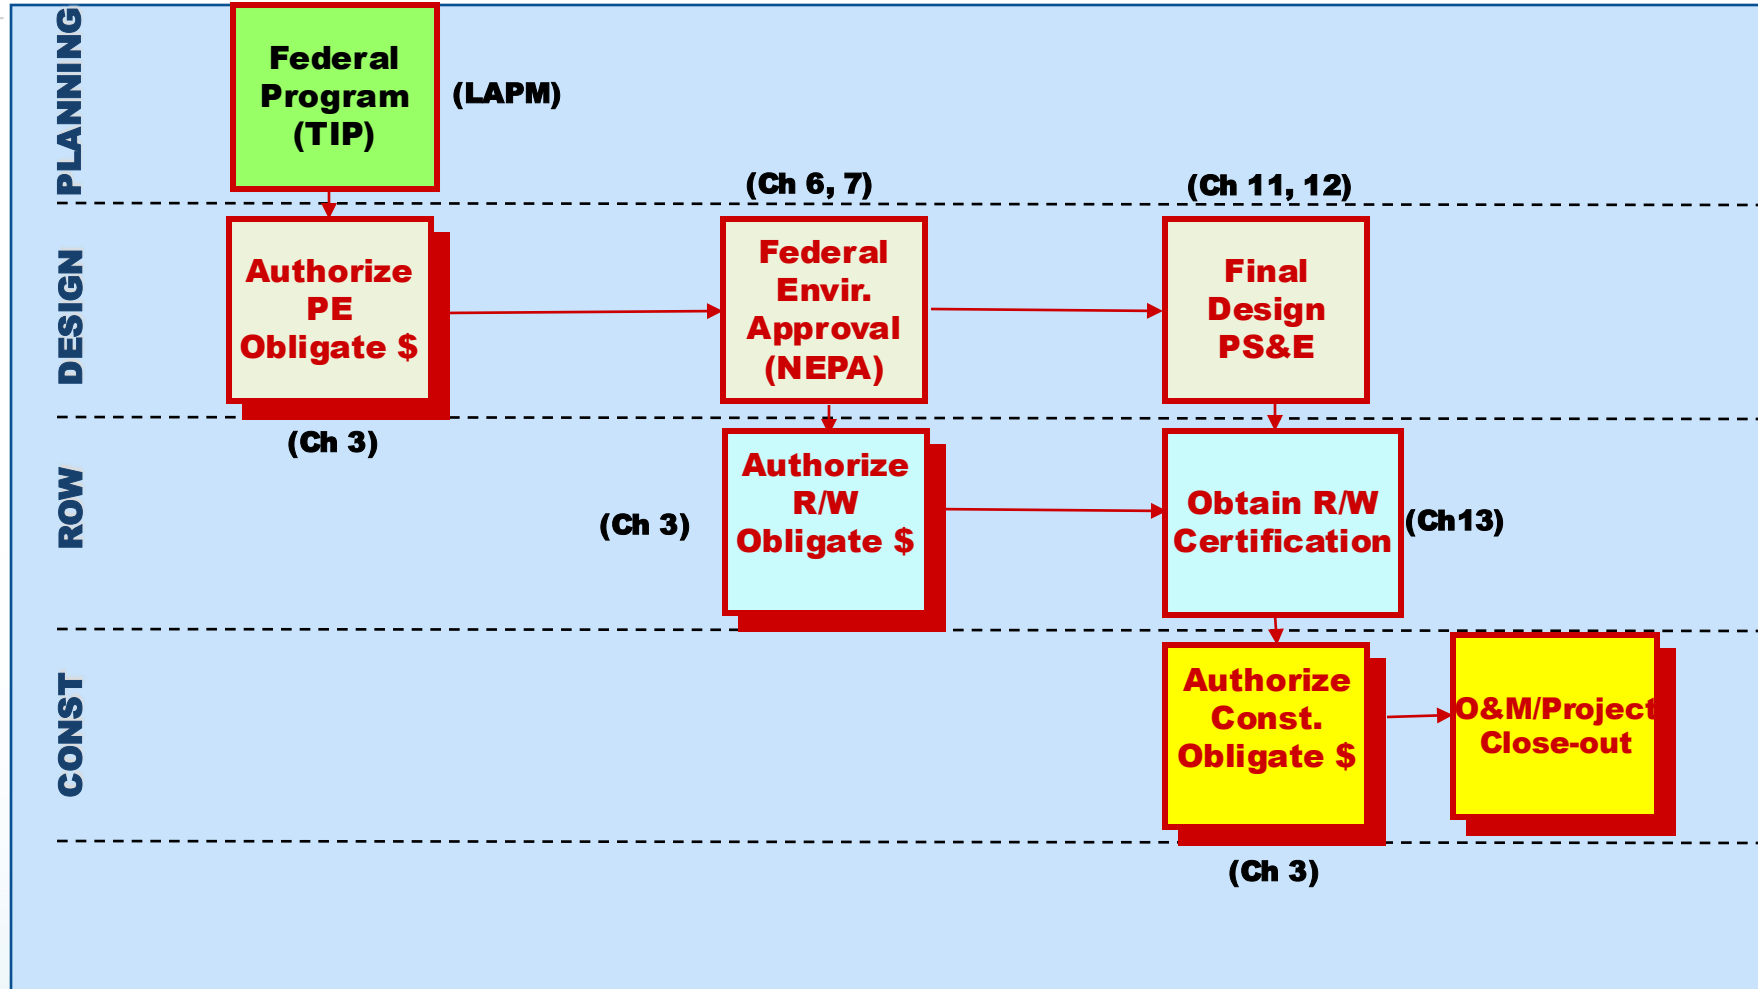 PLANNING
Federal
Program
(TIP)
(LAPM)
(Ch 6, 7)
(Ch 11, 12)
DESIGN
Authorize
PE
Obligate $
Federal
Envir.
Approval
(NEPA)
Final
Design
PS&E
(Ch 3)
ROW
(Ch 3)
Authorize
R/W
Obligate $
Obtain R/W
Certification
(Ch13)
CONST
Authorize
Const.
Obligate $
O&M/Project
Close-out
(Ch 3)